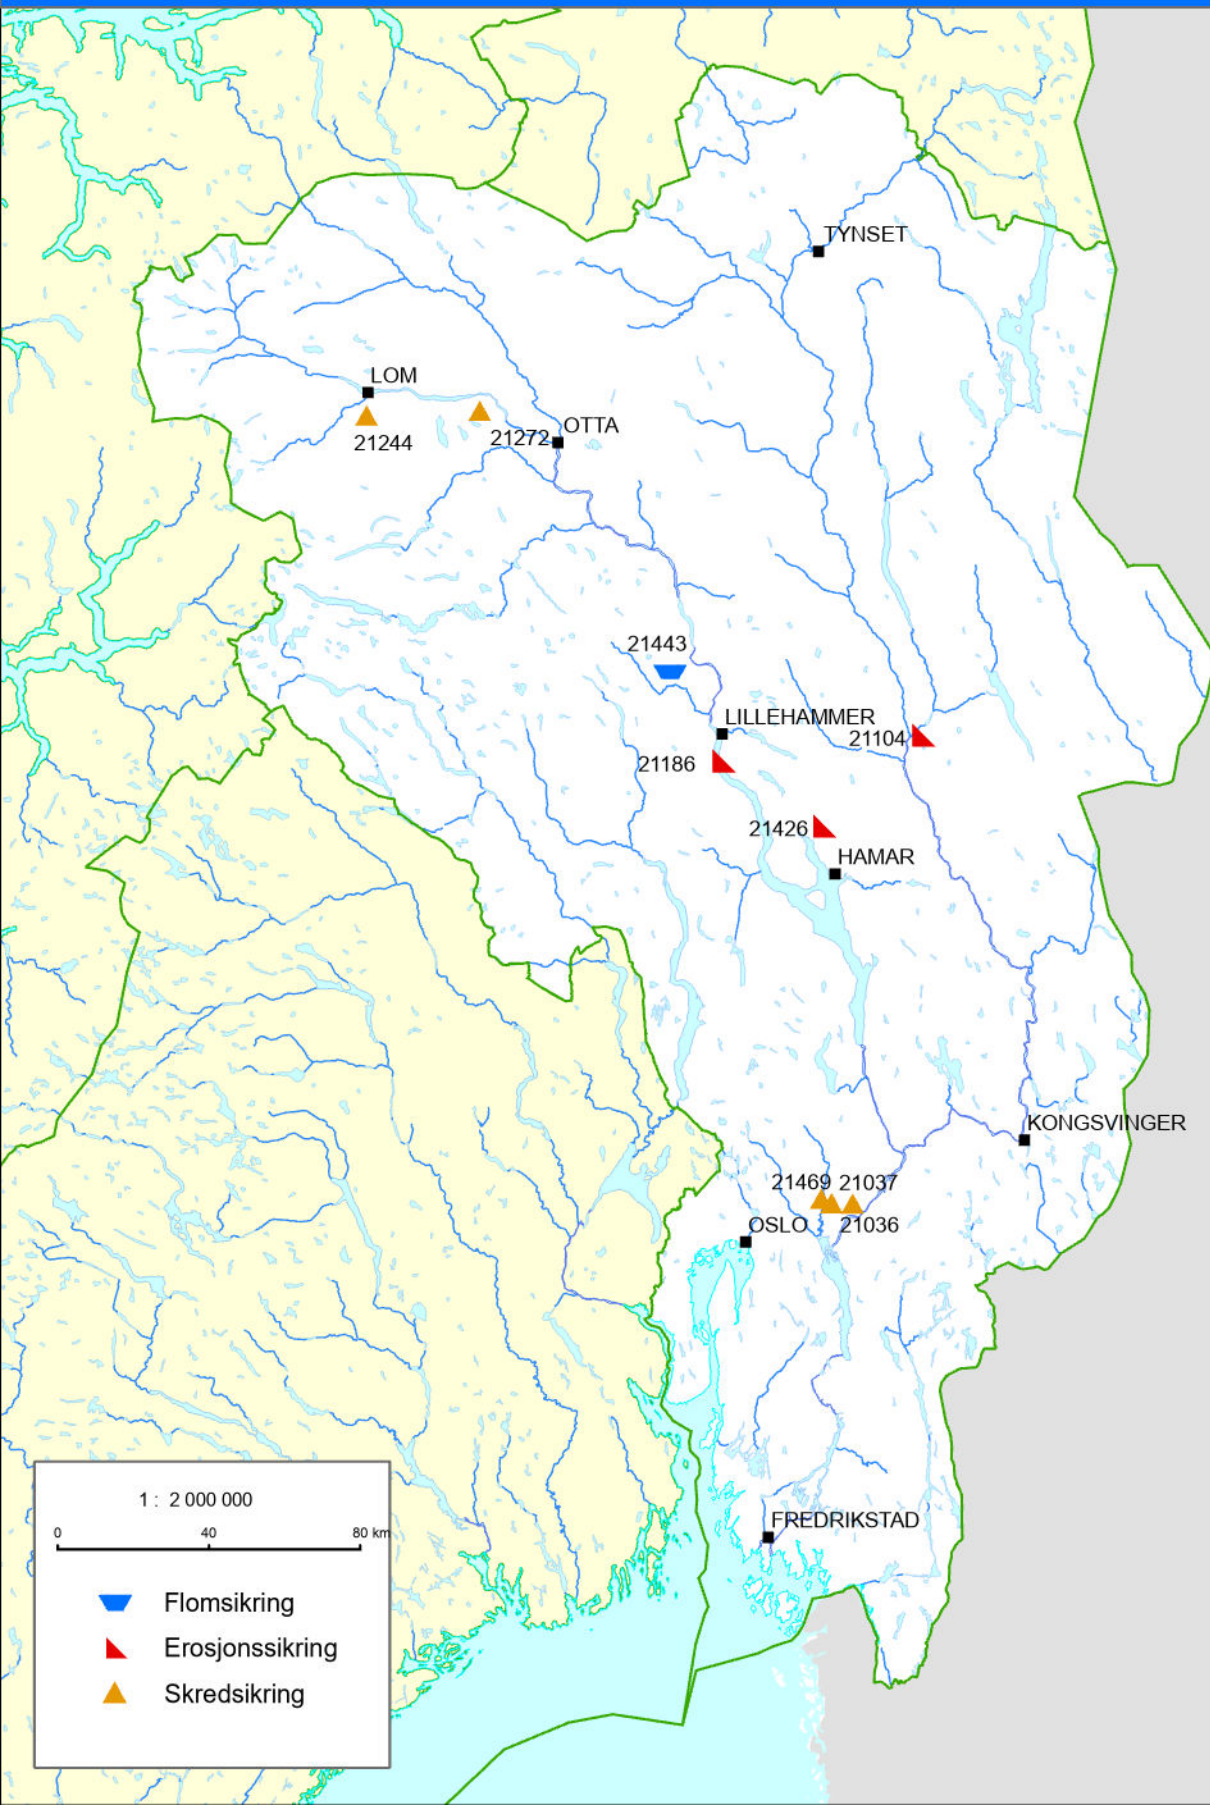 TYNSET
LOM
21244
21272
OTTA
21443
LILLEHAMMER
21104
21186
21426
HAMAR
KONGSVINGER
21469 21037
21036
OSLO
FREDRIKSTAD
1 : 2 000 000
0 40 80 km
Flomsikring
Erosjonssikring
Skredsikring